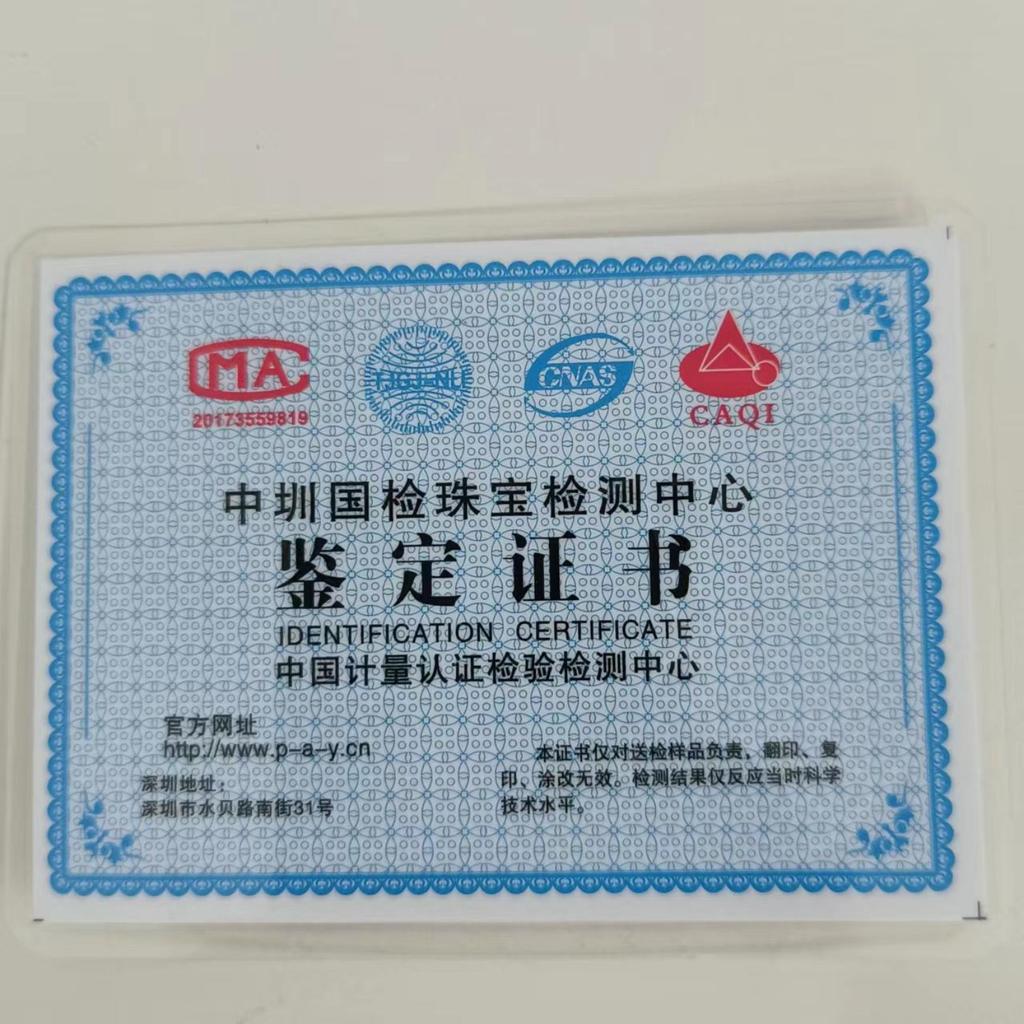 CMA
20173559819
CNAS
CAQI
中圳国检珠宝检测中心
鉴定证书
IDENTIFICATION CERTIFICATE
中国计量认证检验检测中心
官方网址
http://www.p-a-y.cn
深圳地址：
深圳市水贝路南街31号
本证书仅对送检样品负责，翻印、复
印、涂改无效。检测结果仅反应当时科学
技术水平。